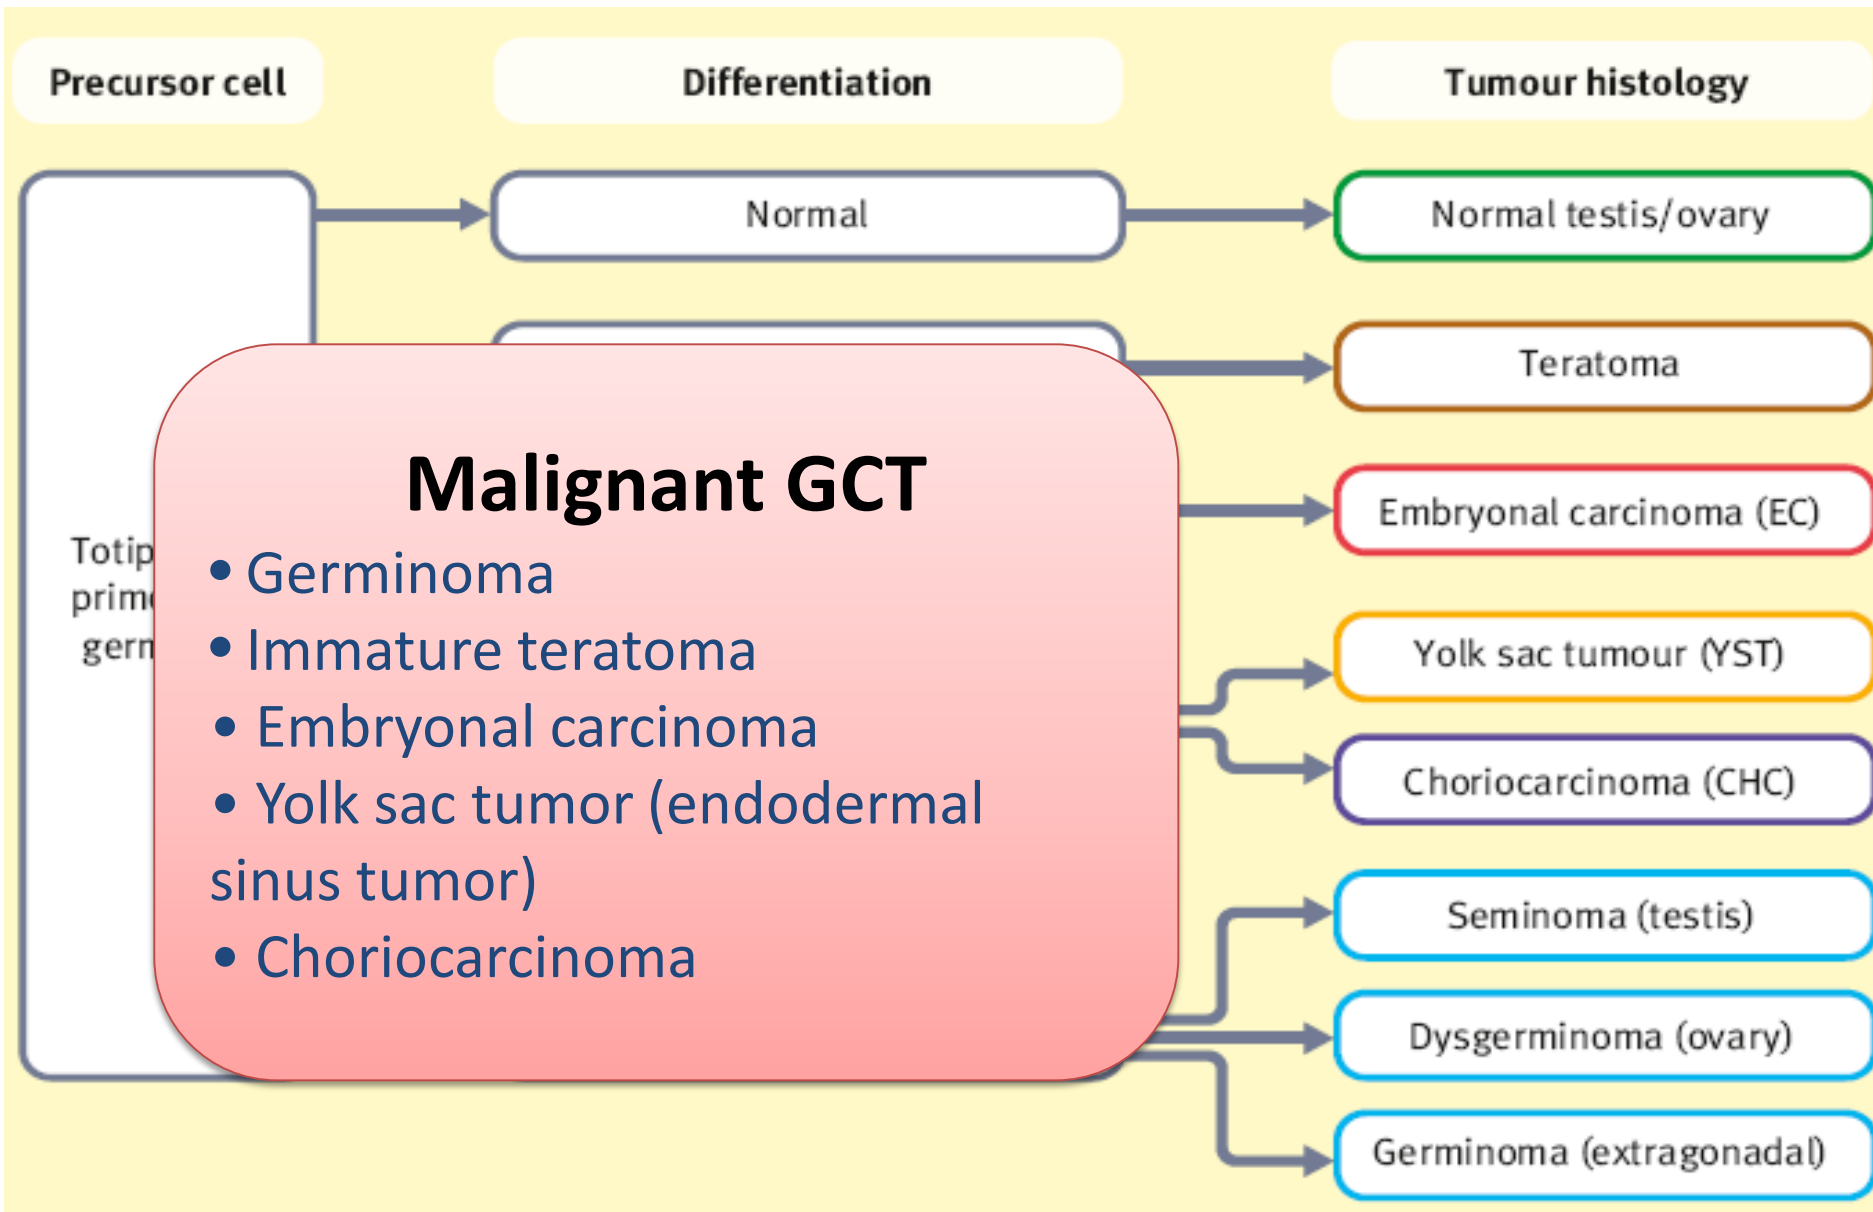 Precursor cell
Differentiation
Tumour histology
Normal
Normal testis/ovary
Teratoma
Malignant GCT
• Germinoma
• Immature teratoma
• Embryonal carcinoma
• Yolk sac tumor (endodermal
sinus tumor)
• Choriocarcinoma
Embryonal carcinoma (EC)
Yolk sac tumour (YST)
Choriocarcinoma (CHC)
Seminoma (testis)
Dysgerminoma (ovary)
Germinoma (extragonadal)